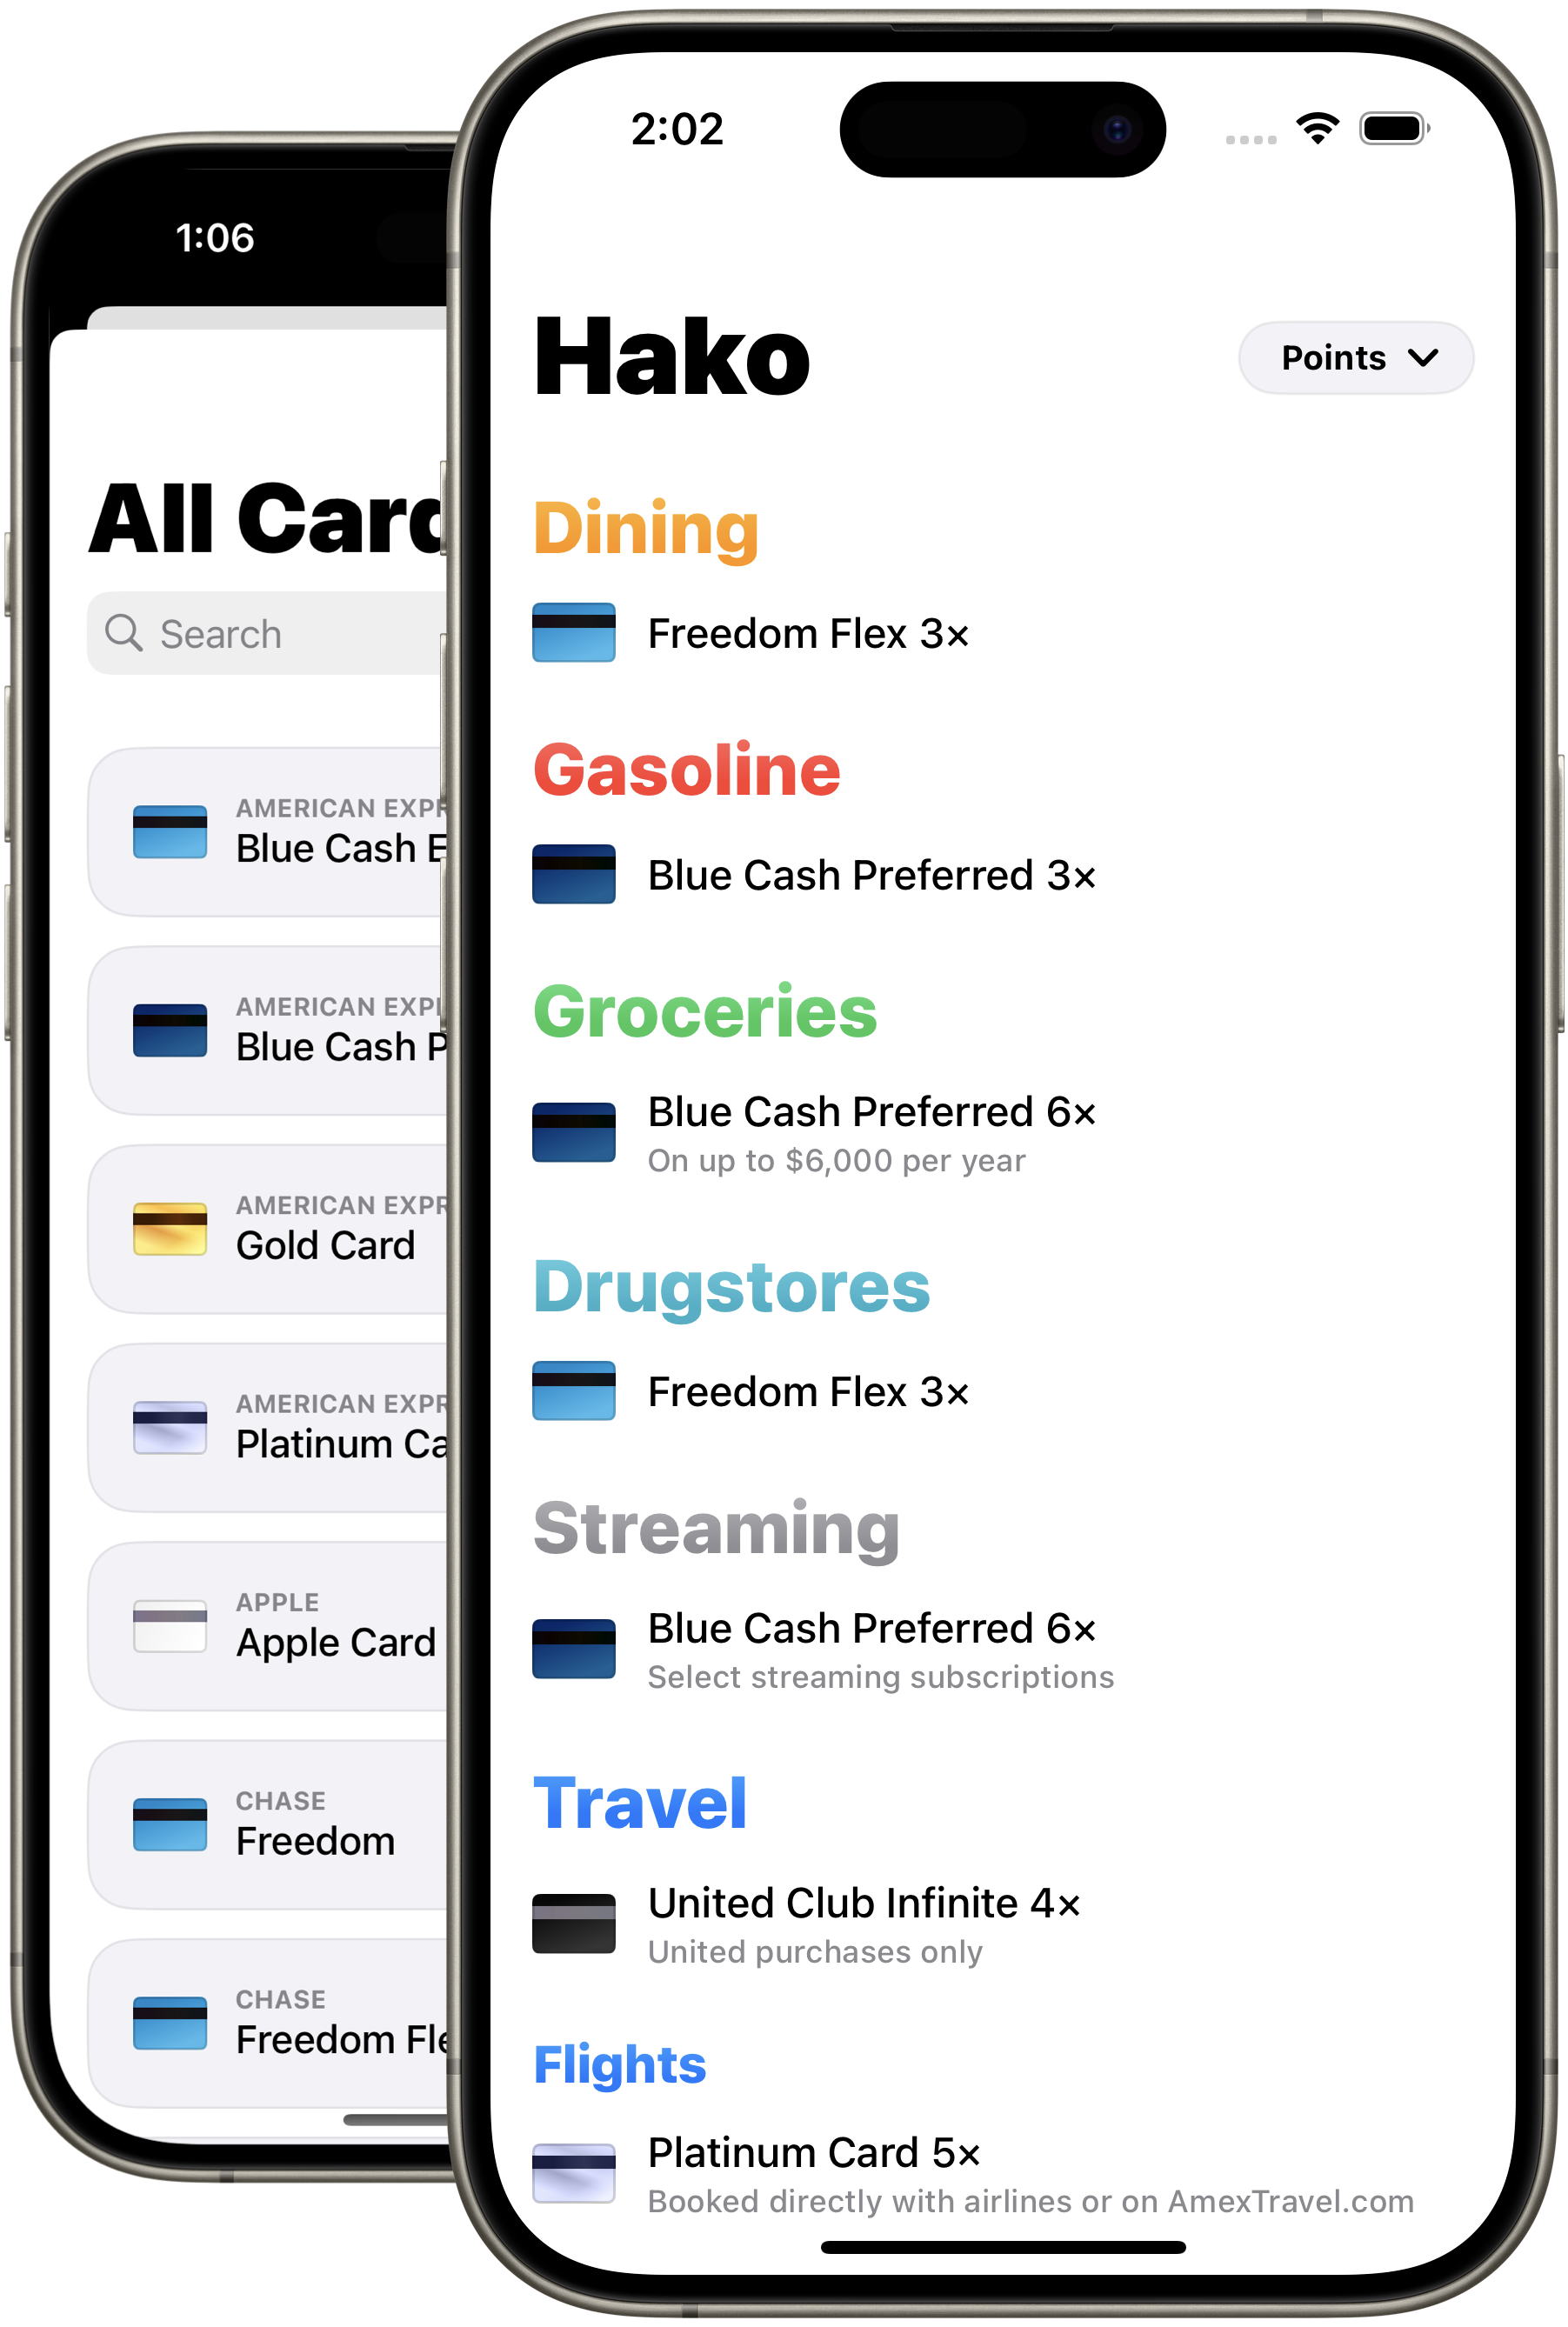 1:06
All Card
Search
AMERICAN EXPR
Blue Cash E
AMERICAN EXP
Blue Cash P
AMERICAN EXPR
Gold Card
AMERICAN EXPR
Platinum Ca
APPLE
Apple Card
CHASE
Freedom
CHASE
Freedom Fle
2:02
Hako
Points
Dining
Freedom Flex 3×
Gasoline
Blue Cash Preferred 3×
Groceries
Blue Cash Preferred 6×
On up to $6,000 per year
Drugstores
Freedom Flex 3×
Streaming
Blue Cash Preferred 6×
Select streaming subscriptions
Travel
United Club Infinite 4×
United purchases only
Flights
Platinum Card 5×
Booked directly with airlines or on AmexTravel.com